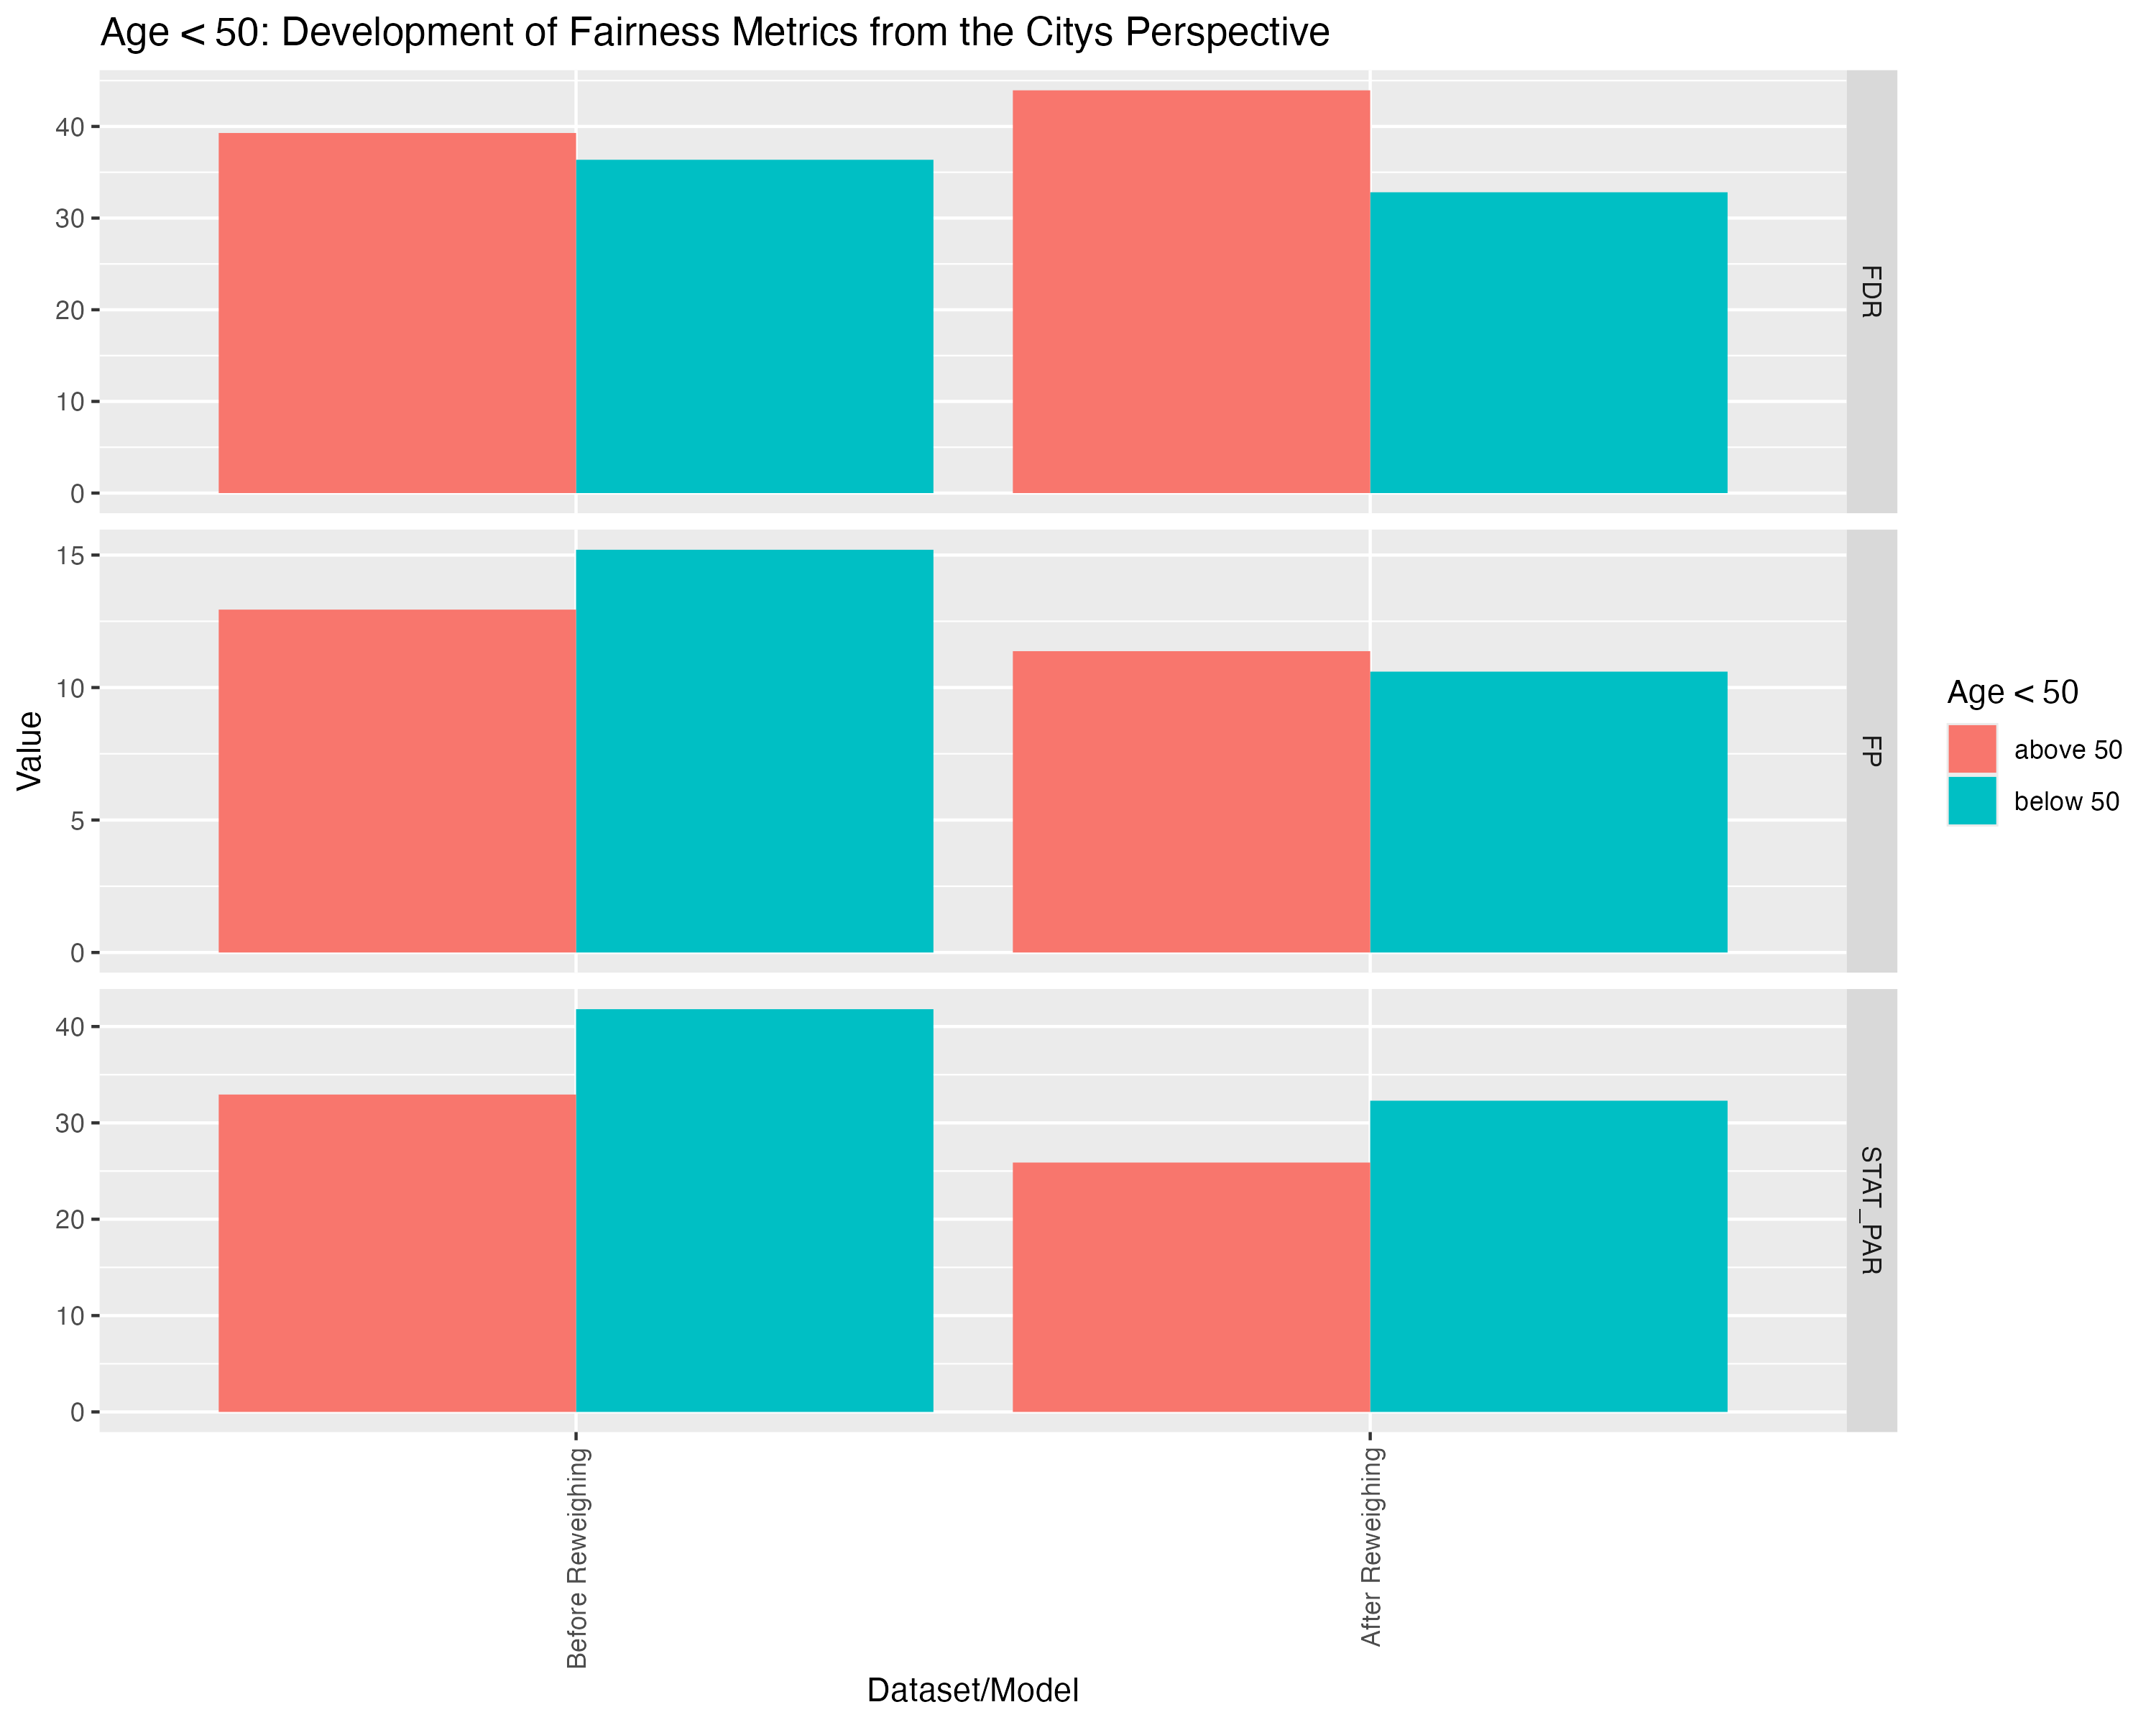 Age < 50: Development of Fairness Metrics from the Citys Perspective
40
30
20
10
0
FDR
15
10
5
0
FP
40
30
20
10
0
STAT_PAR
Value
Before Reweighing
After Reweighing
Dataset/Model
Age < 50
above 50
below 50